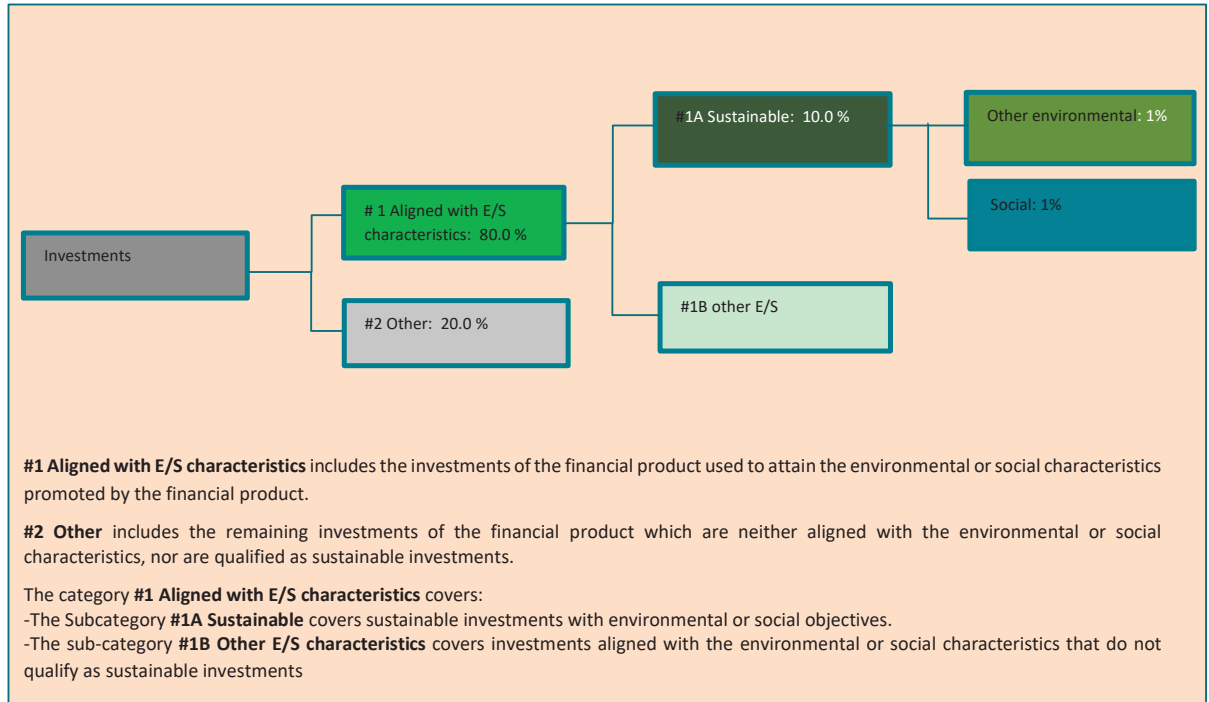 #1A Sustainable: 10.0 %
Other environmental: 1%
# 1 Aligned with E/S
characteristics: 80.0 %
Social: 1%
Investments
#2 Other: 20.0 %
#1B other E/S
#1 Aligned with E/S characteristics includes the investments of the financial product used to attain the environmental or social characteristics
promoted by the financial product.
#2 Other includes the remaining investments of the financial product which are neither aligned with the environmental or social
characteristics, nor are qualified as sustainable investments.
The category #1 Aligned with E/S characteristics covers:
-The Subcategory #1A Sustainable covers sustainable investments with environmental or social objectives.
-The sub-category #1B Other E/S characteristics covers investments aligned with the environmental or social characteristics that do not
qualify as sustainable investments